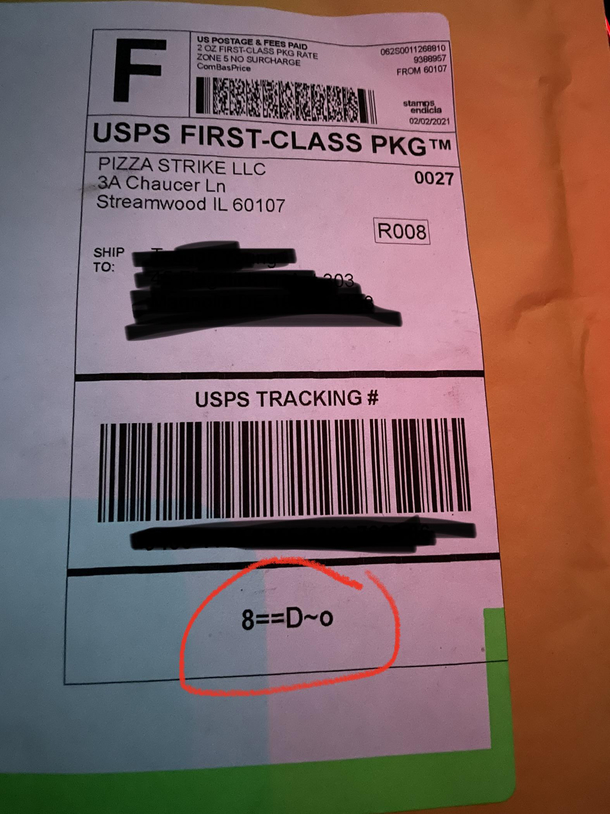 F
US POSTAGE & FEES PAID
2 OZ FIRST-CLASS PKG RATE
ZONE 5 NO SURCHARGE
ComBasPrice
062S0011268810
9388957
FROM 60107
stamps
endicia
02/02/2021
USPS FIRST-CLASS PKG™
PIZZA STRIKE LLC
3A Chaucer Ln
Streamwood IL 60107
0027
R008
SHIP
TO:
USPS TRACKING #
8==D~o